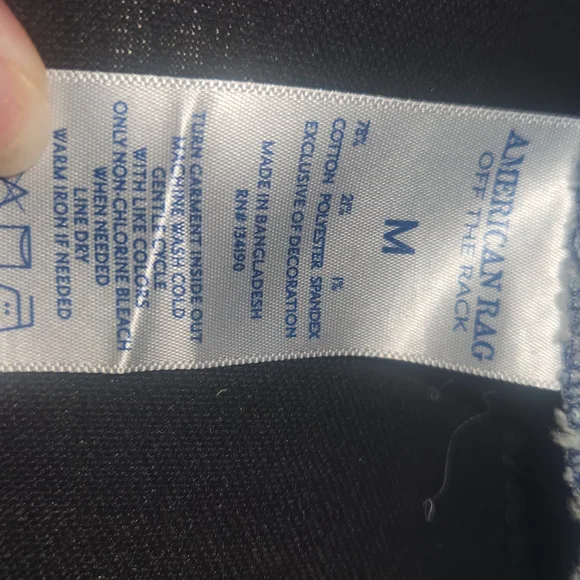 AMERICAN RAG
OFF THE RACK
M
78% 21% 1%
COTTON POLYESTER SPANDEX
EXCLUSIVE OF DECORATION
MADE IN BANGLADESH
RN# 134190
TURN GARMENT INSIDE OUT
MACHINE WASH COLD
GENTLE CYCLE
WITH LIKE COLORS
ONLY NON-CHLORINE BLEACH
WHEN NEEDED
LINE DRY
WARM IRON IF NEEDED